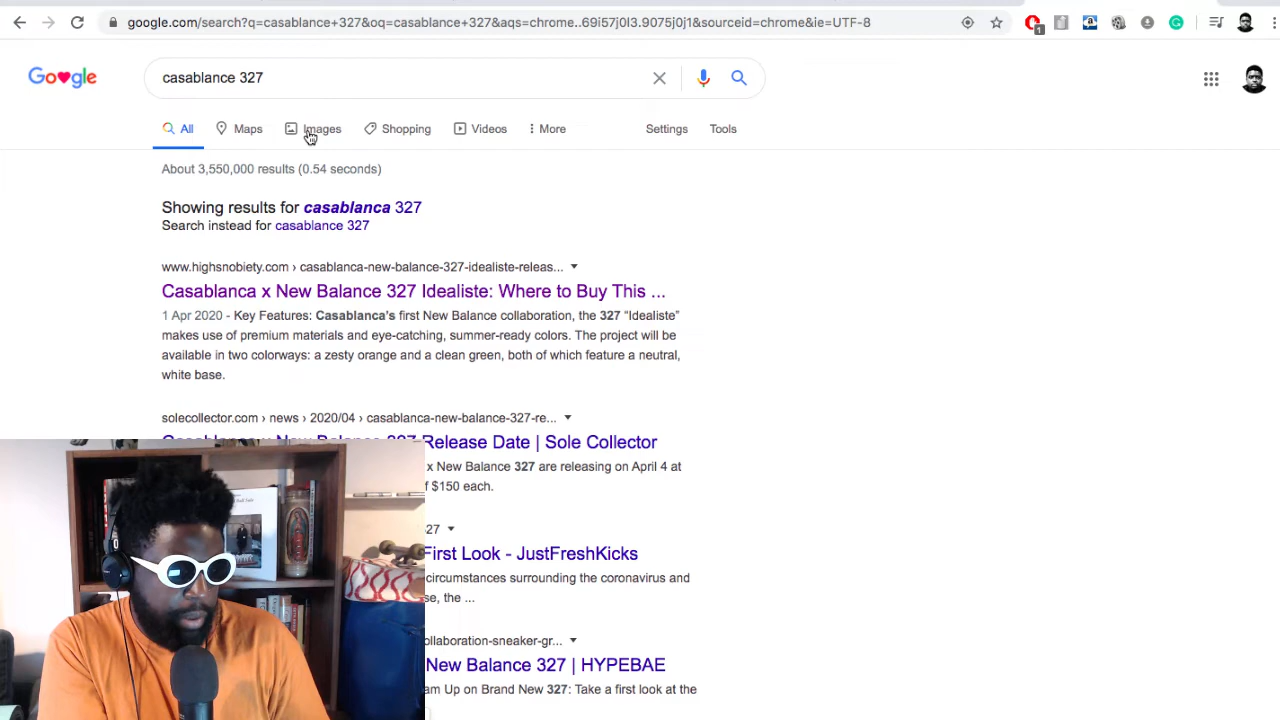 google.com/search?q=casablance+327&oq=casablance+327&aqs=chrome..69i57j0l3.9075j0j1&sourceid=chrome&ie=UTF-8
1
Google
casablance 327
All
Maps
Images
Shopping
Videos
More
Settings
Tools
About 3,550,000 results (0.54 seconds)
Showing results for casablanca 327
Search instead for casablance 327
www.highsnobiety.com › casablanca-new-balance-327-idealiste-releas...
Casablanca x New Balance 327 Idealiste: Where to Buy This ...
1 Apr 2020 - Key Features: Casablanca's first New Balance collaboration, the 327 “Idealiste”
makes use of premium materials and eye-catching, summer-ready colors. The project will be
available in two colorways: a zesty orange and a clean green, both of which feature a neutral,
white base.
solecollector.com › news › 2020/04 › casablanca-new-balance-327-re...
Casablanca x New Balance 327 Release Date | Sole Collector
x New Balance 327 are releasing on April 4 at
f $150 each.
27
First Look - JustFreshKicks
circumstances surrounding the coronavirus and
se, the ...
ollaboration-sneaker-gr...
New Balance 327 | HYPEBAE
am Up on Brand New 327: Take a first look at the